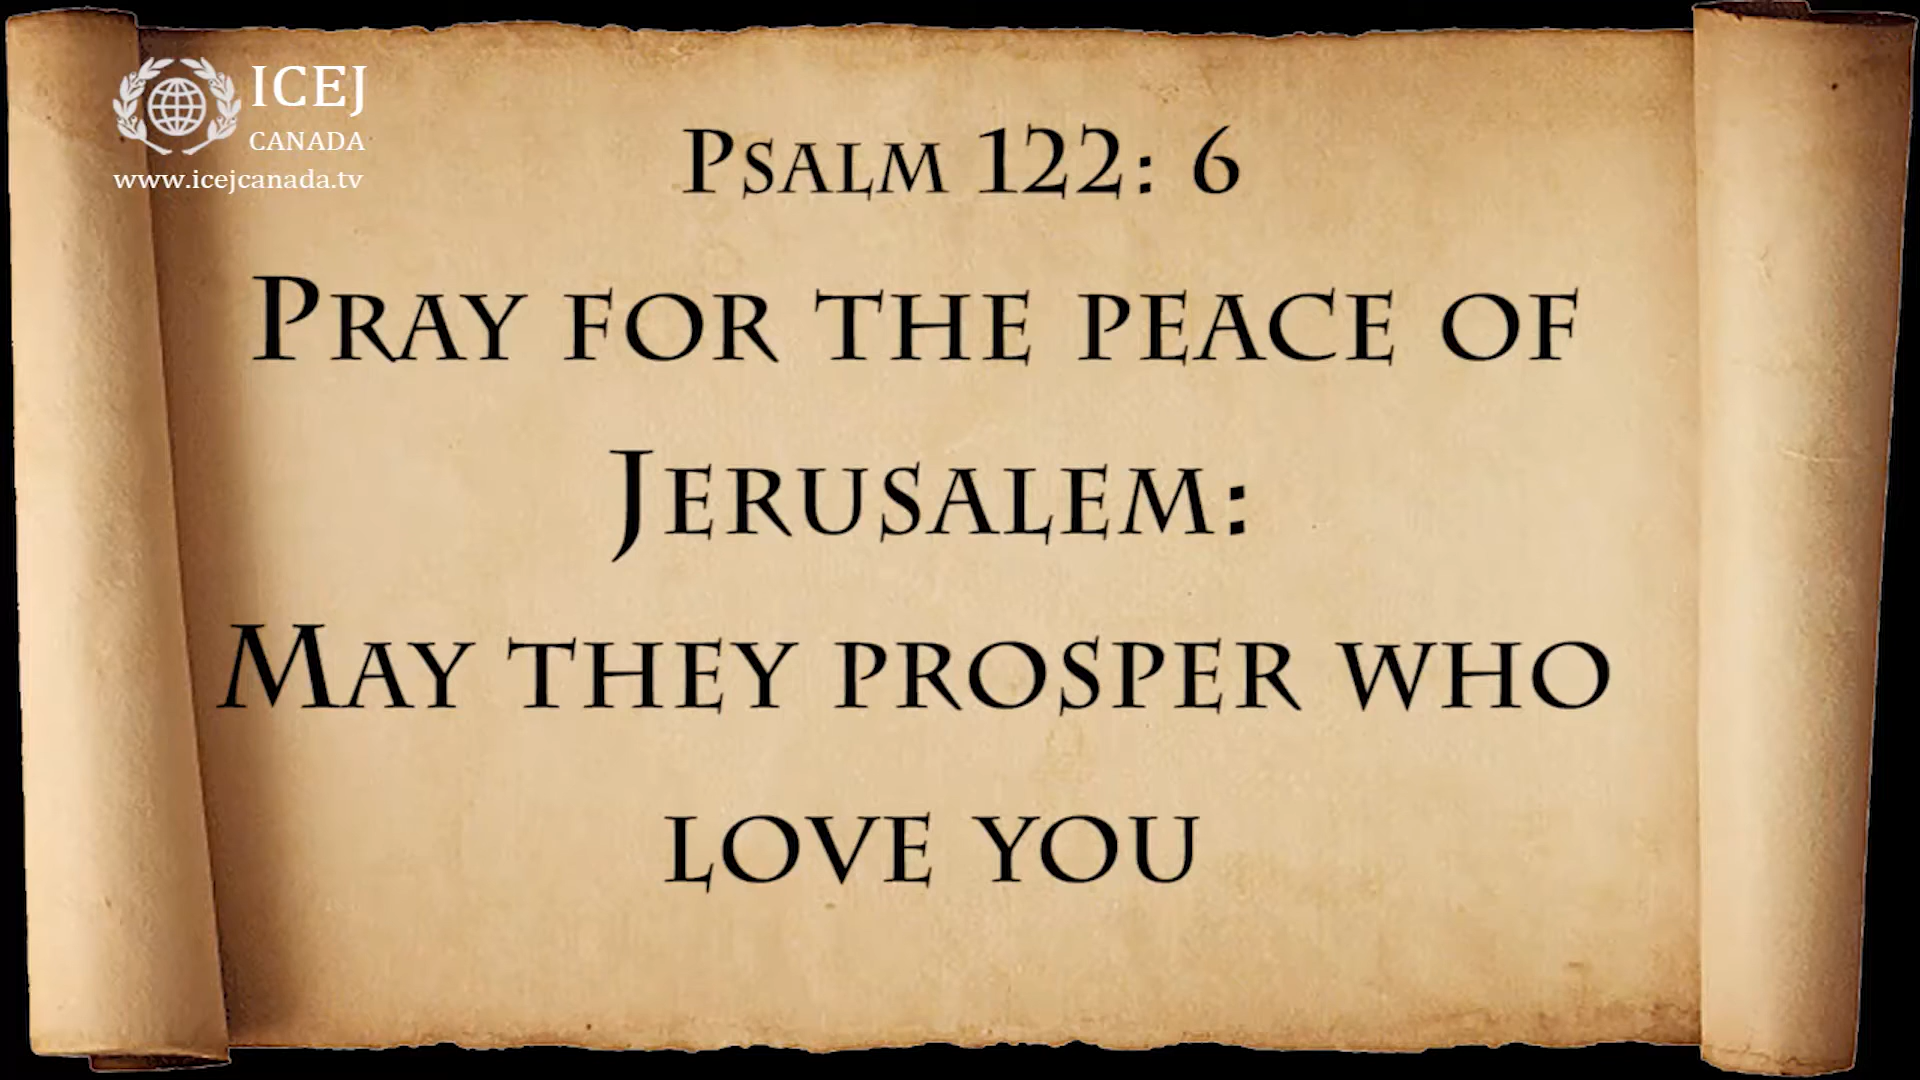 ICEJ
CANADA
www.icejcanada.tv
Psalm 122: 6
Pray for the peace of
Jerusalem:
May they prosper who
love you